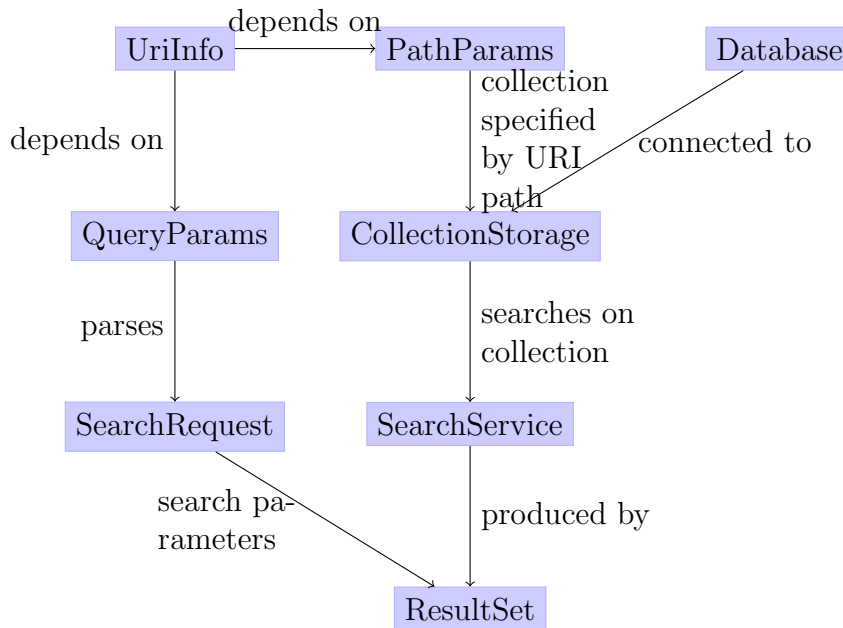 depends on
UriInfo
PathParams
Database
collection
specified
by URI
path
depends on
connected to
QueryParams
CollectionStorage
parses
searches on
collection
SearchRequest
SearchService
search pa-
rameters
produced by
ResultSet